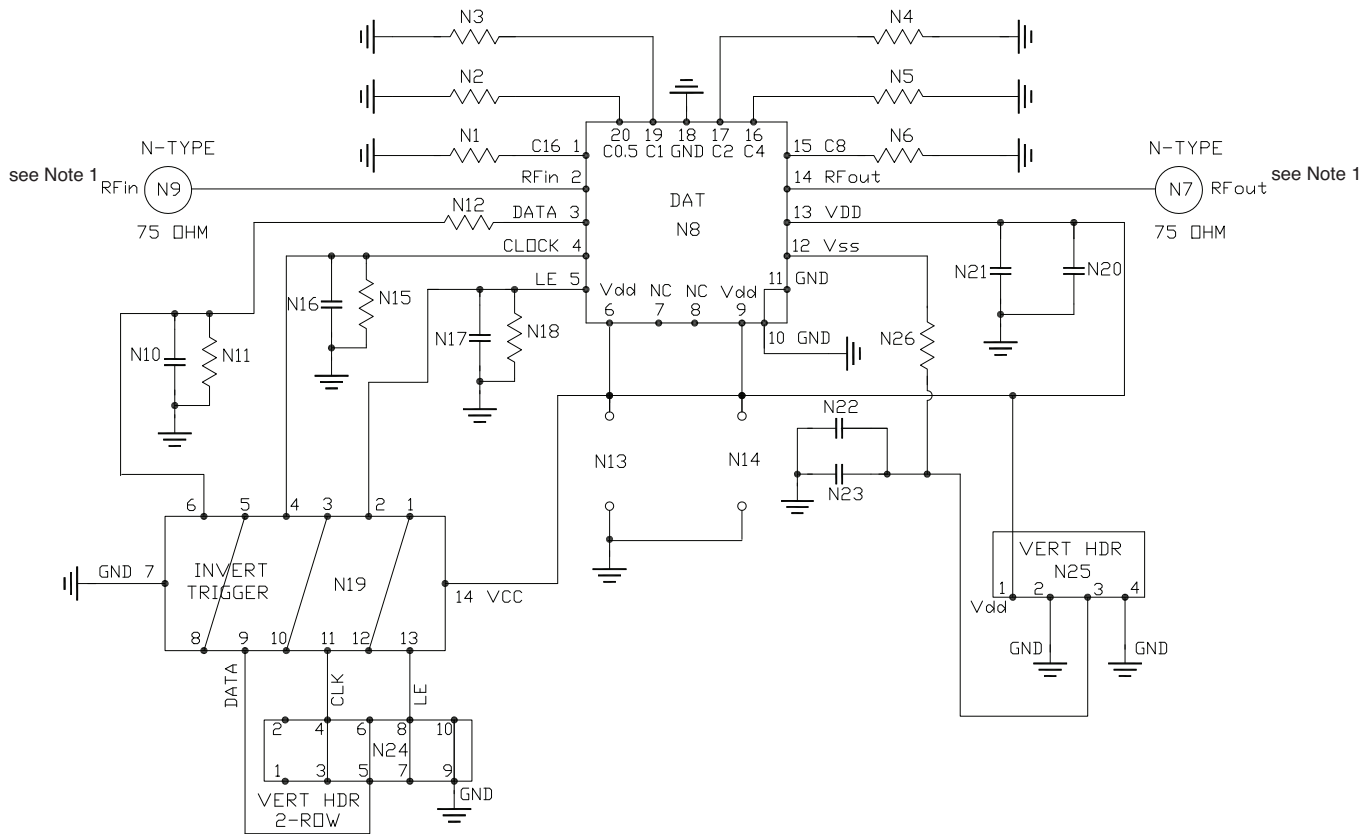 N3
N4
N2
N5
N1
N6
20 19 18 17 16
C0.5 C1 GND C2 C4
C16 1
15 C8
N-TYPE
N-TYPE
see Note 1 RFin N9
RFin 2
14 RFout
N7 RFout see Note 1
75 OHM
75 OHM
DAT
N8
N12
DATA 3
13 VDD
CLOCK 4
12 Vss
LE 5
11
GND
Vdd NC NC Vdd
6 7 8 9
10 GND
N21
N20
N16
N15
N17
N18
N10
N11
N26
N22
N23
N13
N14
6 5 4 3 2 1
GND 7
INVERT
TRIGGER
N19
14 VCC
8 9 10 11 12 13
DATA
CLK
LE
2 4 6 8 10
N24
1 3 5 7 9
VERT HDR
2-ROW
GND
VERT HDR
N25
1 2 3 4
Vdd
GND
GND